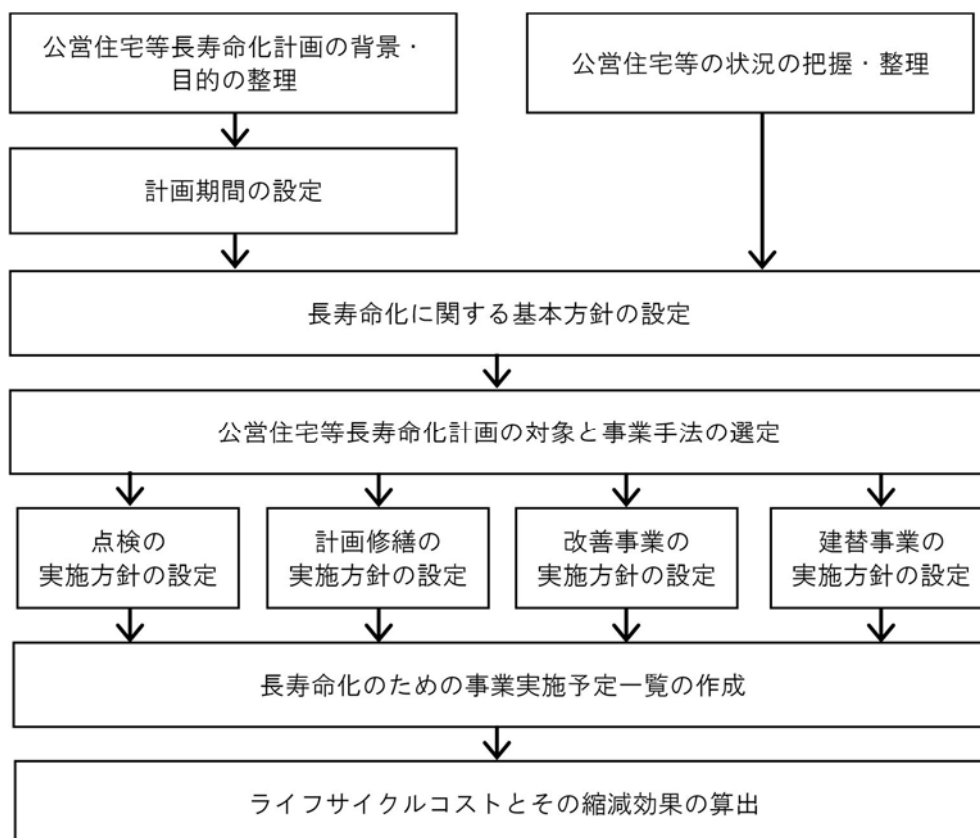 公営住宅等長寿命化計画の背景・
目的の整理
公営住宅等の状況の把握・整理
計画期間の設定
長寿命化に関する基本方針の設定
公営住宅等長寿命化計画の対象と事業手法の選定
点検の
実施方針の設定
計画修繕の
実施方針の設定
改善事業の
実施方針の設定
建替事業の
実施方針の設定
長寿命化のための事業実施予定一覧の作成
ライフサイクルコストとその縮減効果の算出